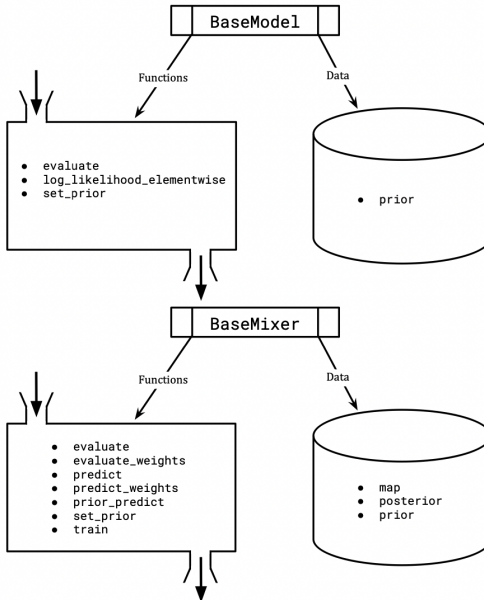 BaseModel
Functions
Data
evaluate
log_likelihood_elementwise
set_prior
prior
BaseMixer
Functions
Data
evaluate
evaluate_weights
predict
predict_weights
prior_predict
set_prior
train
map
posterior
prior